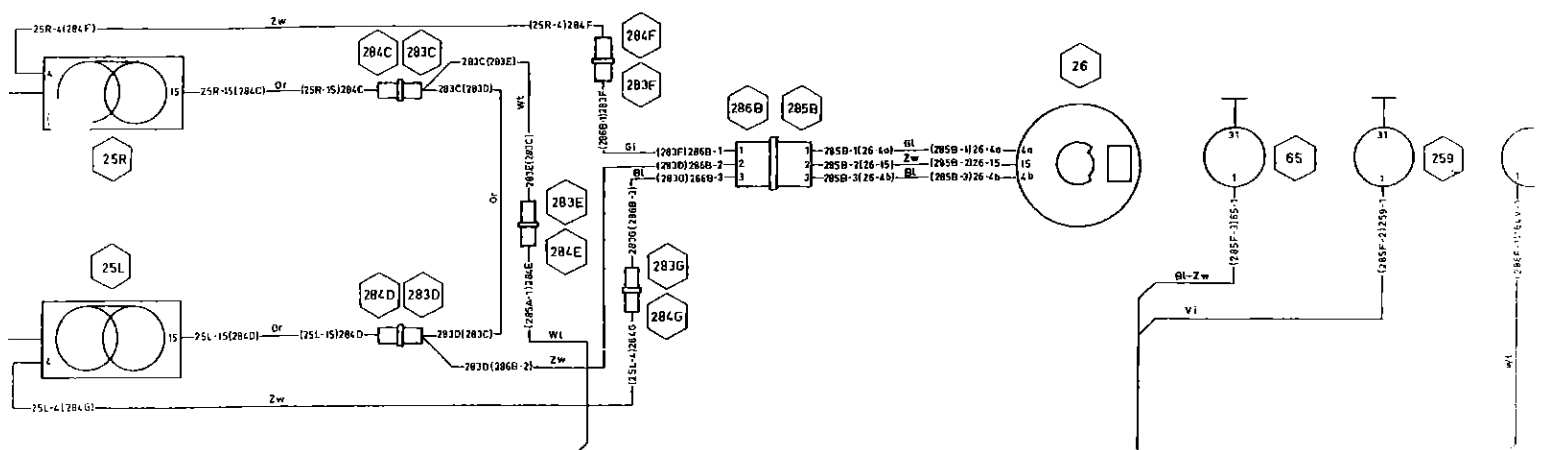 25R-4(284F)
Zw
(25R-4)284F
284F
283F
284C
283C
26
4
15
25R-15(284C)
Or
(25R-15)284C
283C(283E)
283C(283D)
Wt
25R
(286B-1)283F
Gi
(283F)286B-1
(283D)286B-2
Bl
286B
285B
1
2
3
1
2
3
285B-1(26-4a)
285B-2(26-15)
285B-3(26-4b)
Gl
Zw
Bl
(285B-1)26-4a
(285B-2)26-15
(285B-3)26-4b
4a
15
4b
31
1
65
31
1
259
1
283E(283C)
Or
283E
284E
(286B-3)
283G
283G
284G
(285F-3)65-1
(285F-2)259-1
25L
284D
283D
(285A-1)284E
Bl-Zw
Vi
15
4
25L-15(284D)
Or
(25L-15)284D
283D(283C)
283D(286B-2)
Wt
Zw
(25L-4)284G
25L-4(284G)
Zw